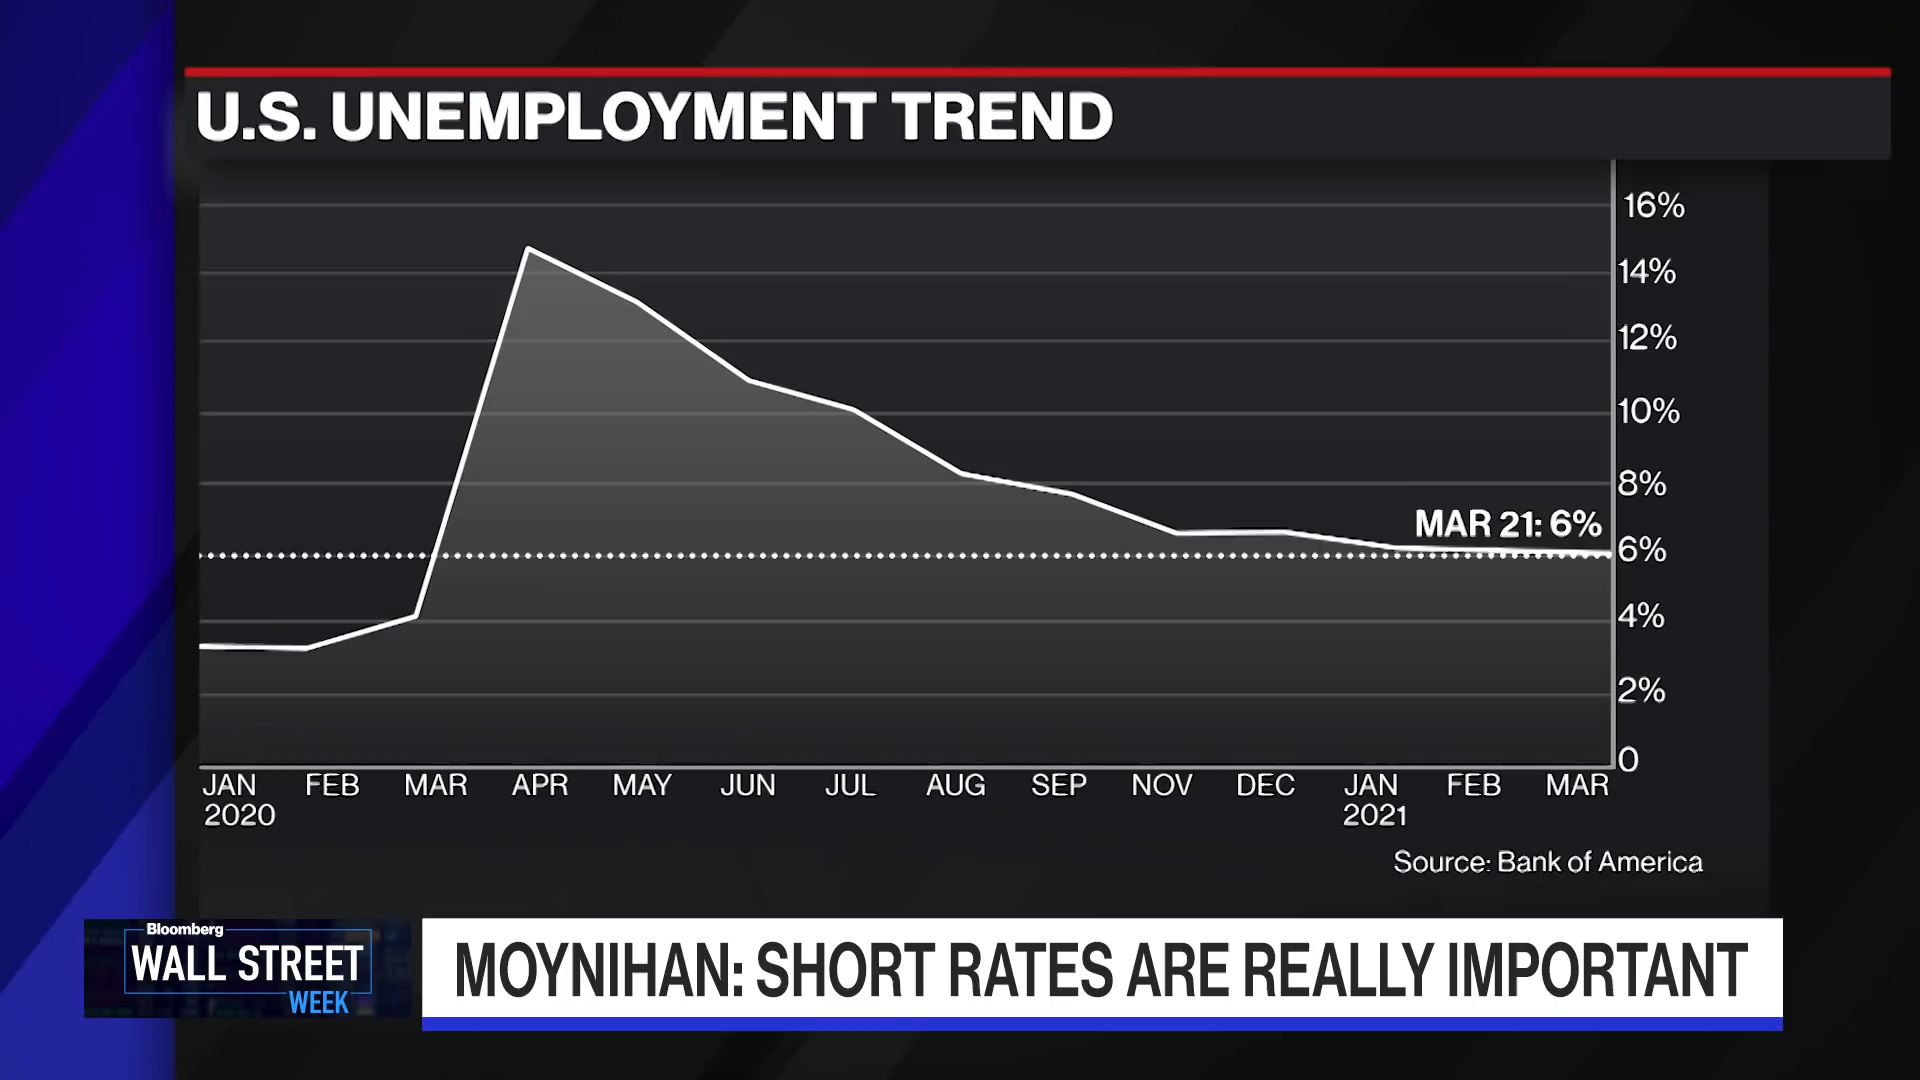 U.S. UNEMPLOYMENT TREND
16%
14%
12%
10%
8%
MAR 21: 6%
6%
4%
2%
0
JAN FEB MAR APR MAY JUN JUL AUG SEP NOV DEC JAN FEB MAR
2020 2021
Source: Bank of America
Bloomberg
WALL STREET
WEEK
MOYNIHAN: SHORT RATES ARE REALLY IMPORTANT